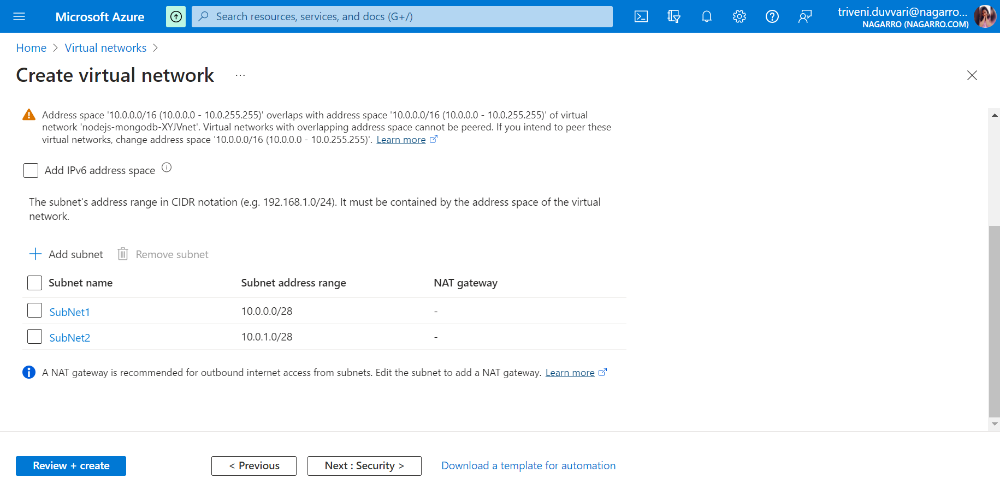 Microsoft Azure
Search resources, services, and docs (G+/)
triveni.duvvari@nagarro...
NAGARRO (NAGARRO.COM)
Home > Virtual networks >
Create virtual network ...
Address space '10.0.0.0/16 (10.0.0.0 - 10.0.255.255)' overlaps with address space '10.0.0.0/16 (10.0.0.0 - 10.0.255.255)' of virtual
network 'nodejs-mongodb-XYJVnet'. Virtual networks with overlapping address space cannot be peered. If you intend to peer these
virtual networks, change address space '10.0.0.0/16 (10.0.0.0 - 10.0.255.255)'. Learn more
Add IPv6 address space
The subnet's address range in CIDR notation (e.g. 192.168.1.0/24). It must be contained by the address space of the virtual
network.
Add subnet Remove subnet
Subnet name Subnet address range NAT gateway
SubNet1 10.0.0.0/28 -
SubNet2 10.0.1.0/28 -
A NAT gateway is recommended for outbound internet access from subnets. Edit the subnet to add a NAT gateway. Learn more
Review + create < Previous Next : Security > Download a template for automation